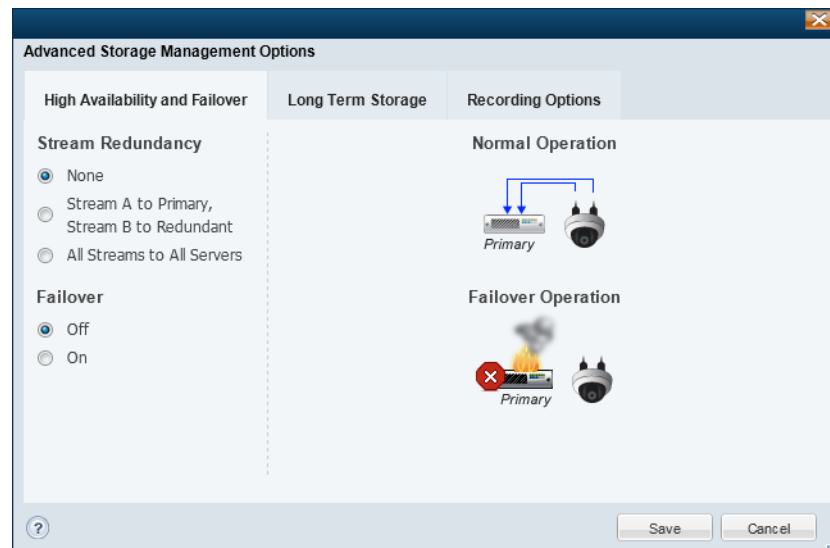 Advanced Storage Management Options
High Availability and Failover
Long Term Storage
Recording Options
Stream Redundancy
None
Stream A to Primary,
Stream B to Redundant
All Streams to All Servers
Failover
Off
On
Normal Operation
Primary
Failover Operation
Primary
?
Save
Cancel